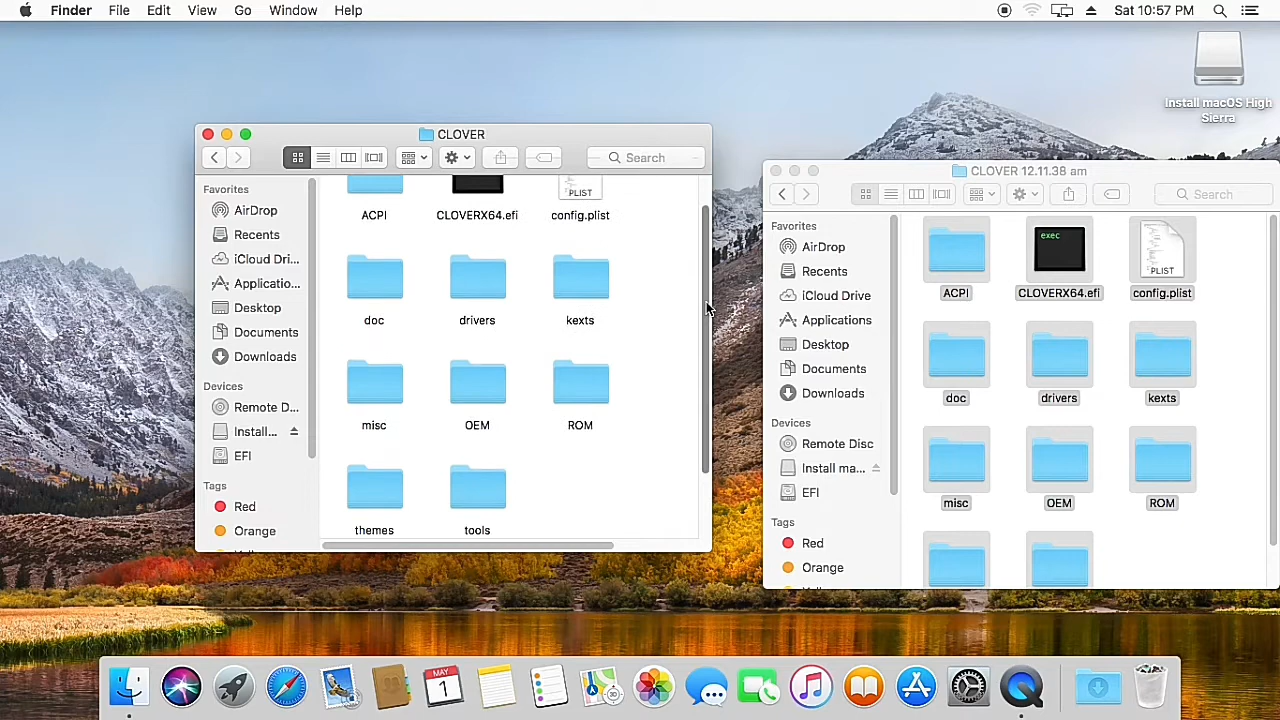 Finder File Edit View Go Window Help Sat 10:57 PM
Install macOS High
Sierra
CLOVER
Search
Favorites
AirDrop
Recents
iCloud Dri...
Applicatio...
Desktop
Documents
Downloads
Devices
Remote D...
Install...
EFI
Tags
Red
Orange
PLIST
ACPI CLOVERX64.efi config.plist
doc drivers kexts
misc OEM ROM
themes tools
CLOVER 12.11.38 am
Search
Favorites
AirDrop
Recents
iCloud Drive
Applications
Desktop
Documents
Downloads
Devices
Remote Disc
Install ma...
EFI
Tags
Red
Orange
exec
PLIST
ACPI CLOVERX64.efi config.plist
doc drivers kexts
misc OEM ROM
MAY
1